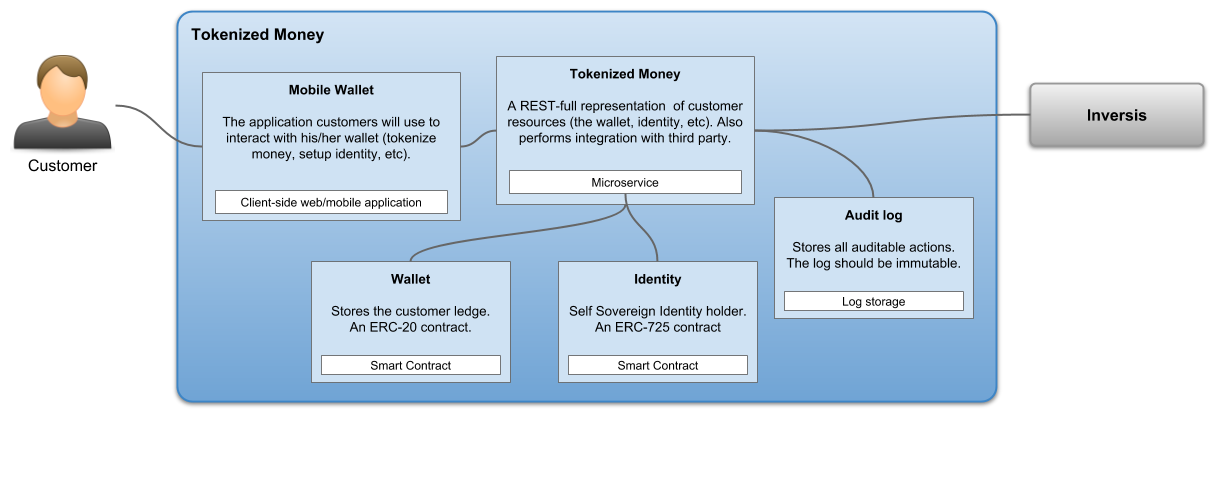 Tokenized Money
Customer
Mobile Wallet
The application customers will use to
interact with his/her wallet (tokenize
money, setup identity, etc).
Client-side web/mobile application
Tokenized Money
A REST-full representation of customer
resources (the wallet, identity, etc). Also
performs integration with third party.
Microservice
Inversis
Audit log
Stores all auditable actions.
The log should be immutable.
Log storage
Wallet
Stores the customer ledge.
An ERC-20 contract.
Smart Contract
Identity
Self Sovereign Identity holder.
An ERC-725 contract
Smart Contract